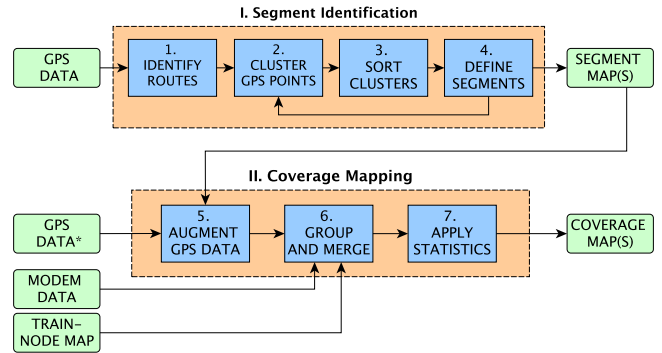 I. Segment Identification
GPS
DATA
1.
IDENTIFY
ROUTES
2.
CLUSTER
GPS POINTS
3.
SORT
CLUSTERS
4.
DEFINE
SEGMENTS
SEGMENT
MAP(S)
II. Coverage Mapping
GPS
DATA*
5.
AUGMENT
GPS DATA
6.
GROUP
AND MERGE
7.
APPLY
STATISTICS
COVERAGE
MAP(S)
MODEM
DATA
TRAIN-
NODE MAP